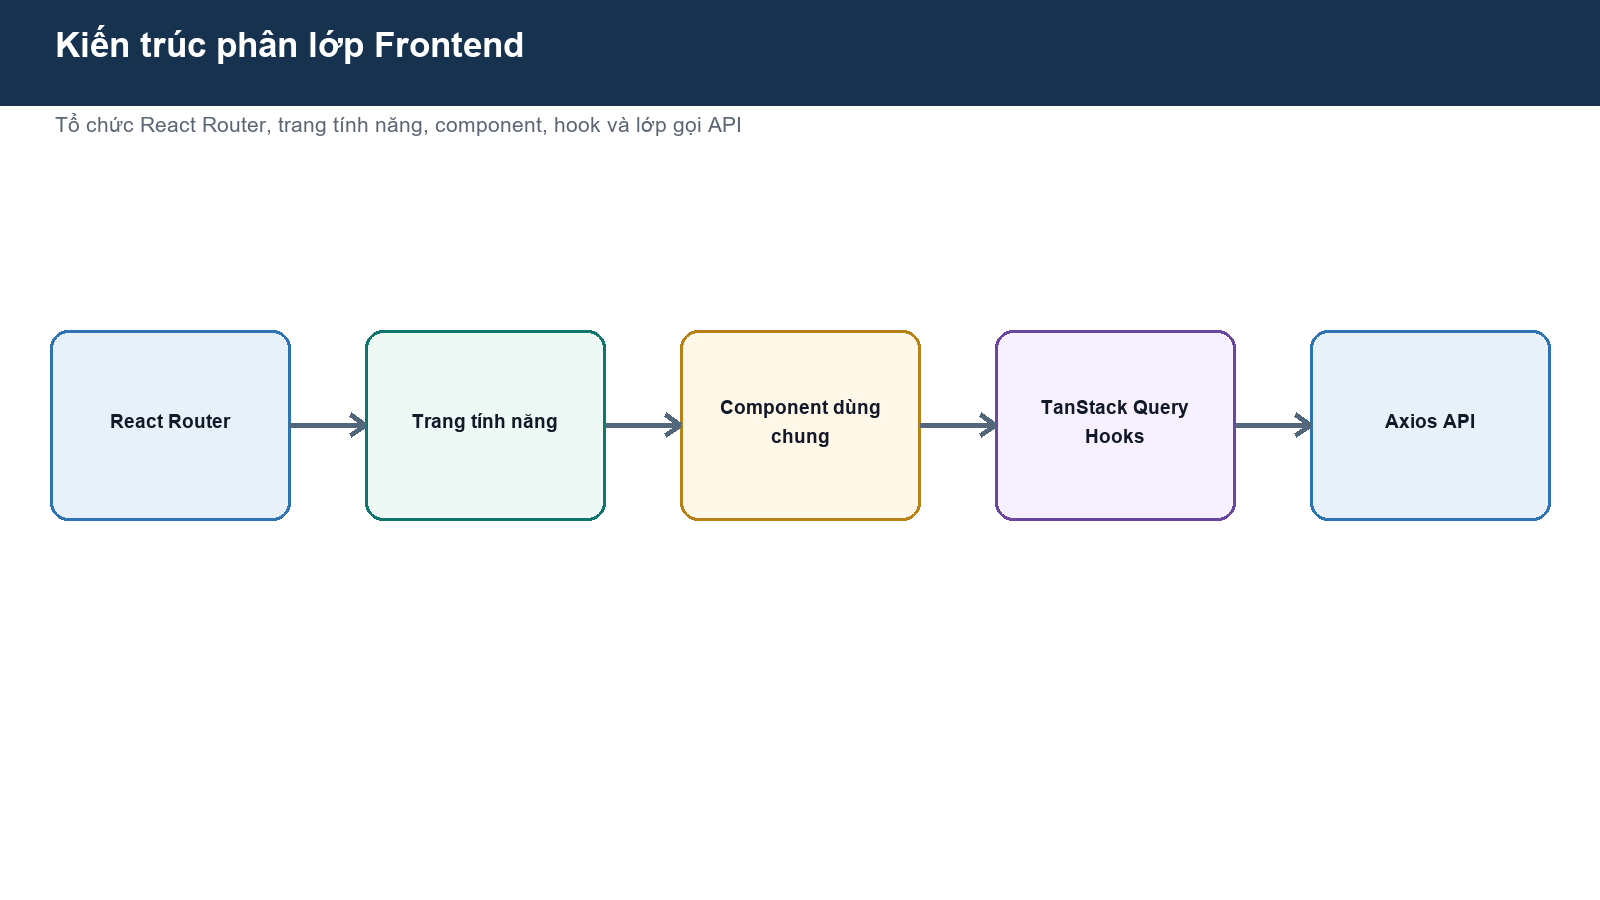 Kiến trúc phân lớp Frontend
Tổ chức React Router, trang tính năng, component, hook và lớp gọi API
React Router
Trang tính năng
Component dùng
chung
TanStack Query
Hooks
Axios API